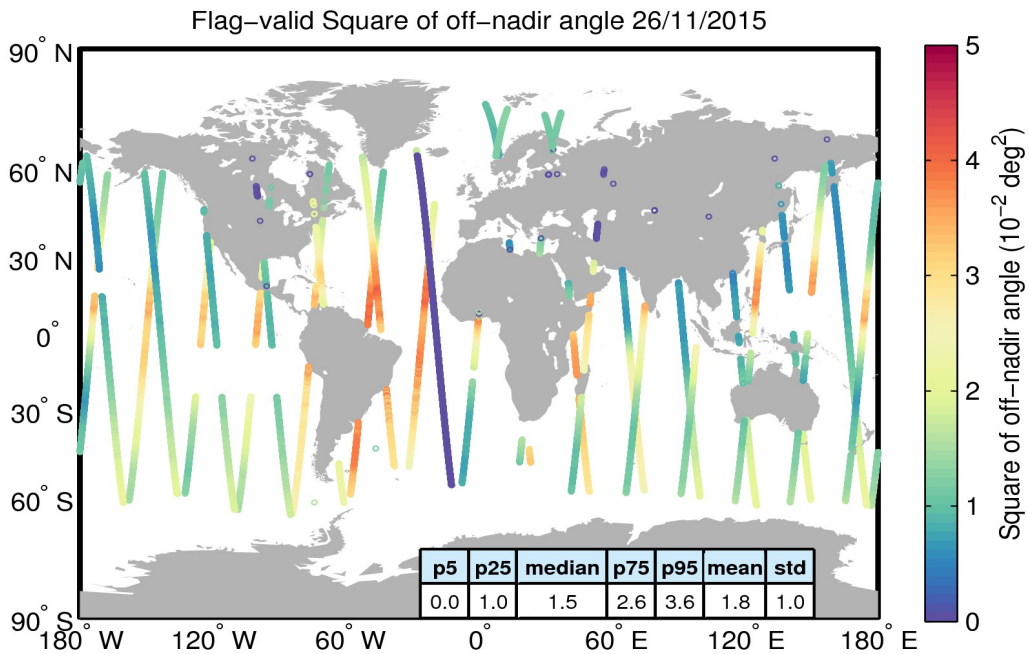 Flag−valid Square of off−nadir angle 26/11/2015
90° N
60° N
30° N
0°
30° S
60° S
90° S
180° W
120° W
60° W
0°
60° E
120° E
180° E
p5 p25 median p75 p95 mean std
0.0 1.0 1.5 2.6 3.6 1.8 1.0
5
4
3
2
1
0
Square of off−nadir angle (10⁻² deg²)